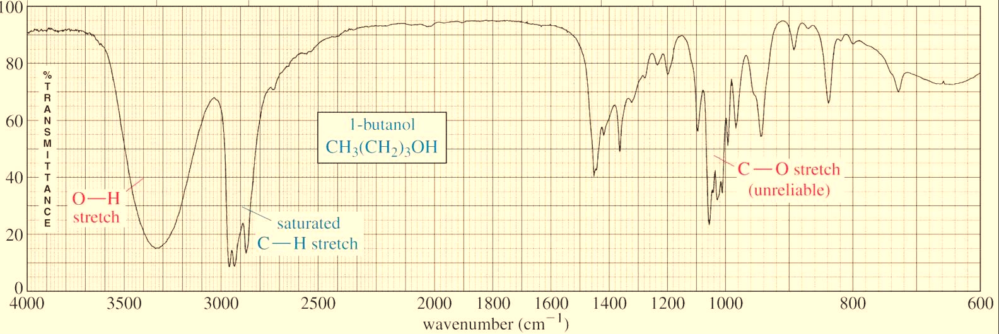 100
80
60
40
20
0
%
T
R
A
N
S
M
I
T
T
A
N
C
E
1-butanol
CH₃(CH₂)₃OH
O—H
stretch
saturated
C—H stretch
C—O stretch
(unreliable)
4000 3500 3000 2500 2000 1800 1600 1400 1200 1000 800 600
wavenumber (cm⁻¹)